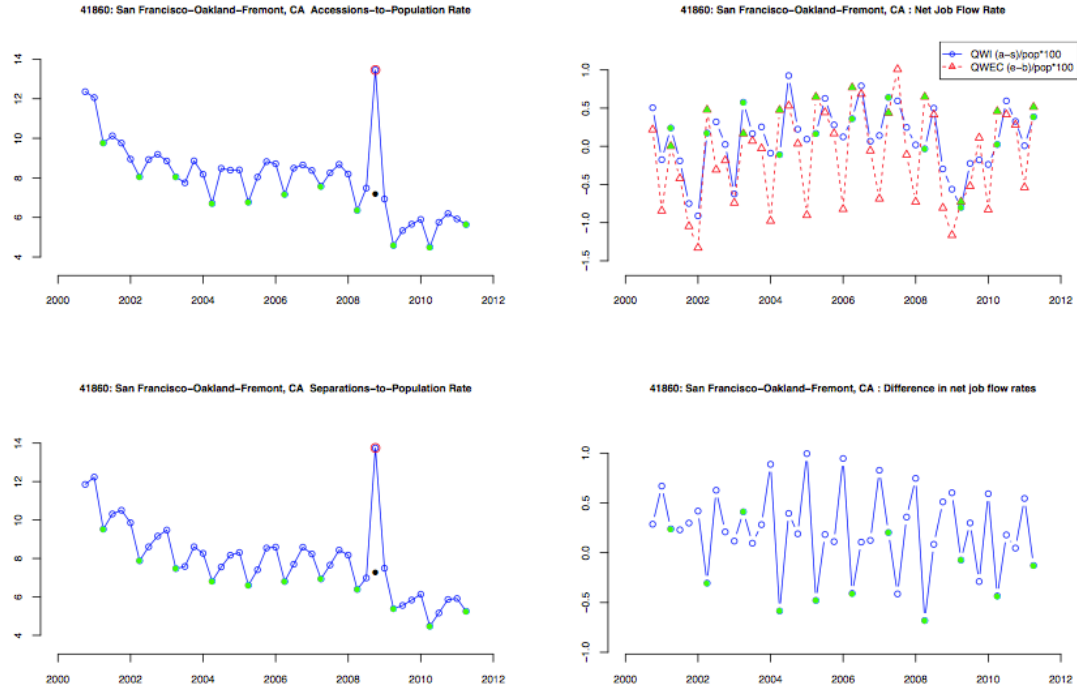 41860: San Francisco−Oakland−Fremont, CA Accessions−to−Population Rate
14
12
10
8
6
4
2000 2002 2004 2006 2008 2010 2012
41860: San Francisco−Oakland−Fremont, CA : Net Job Flow Rate
QWI (a−s)/pop*100
QWEC (e−b)/pop*100
1.0
0.5
0.0
−0.5
−1.0
−1.5
2000 2002 2004 2006 2008 2010 2012
41860: San Francisco−Oakland−Fremont, CA Separations−to−Population Rate
14
12
10
8
6
4
2000 2002 2004 2006 2008 2010 2012
41860: San Francisco−Oakland−Fremont, CA : Difference in net job flow rates
1.0
0.5
0.0
−0.5
−1.0
2000 2002 2004 2006 2008 2010 2012